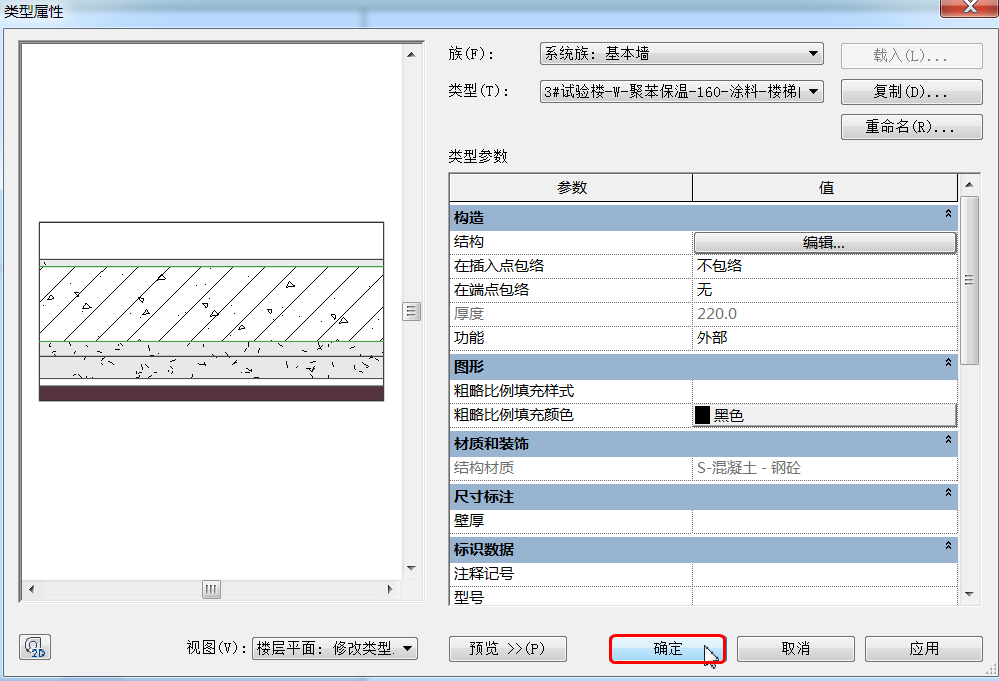 类型属性
族(F): 系统族: 基本墙 载入(L)...
类型(T): 3#试验楼-W-聚苯保温-160-涂料-楼梯 复制(D)...
重命名(R)...
类型参数
参数 值
构造
结构 编辑...
在插入点包络 不包络
在端点包络 无
厚度 220.0
功能 外部
图形
粗略比例填充样式
粗略比例填充颜色 黑色
材质和装饰
结构材质 S-混凝土 - 钢砼
尺寸标注
壁厚
标识数据
注释记号
型号
2D 视图(V): 楼层平面: 修改类型. 预览 >>(P) 确定 取消 应用